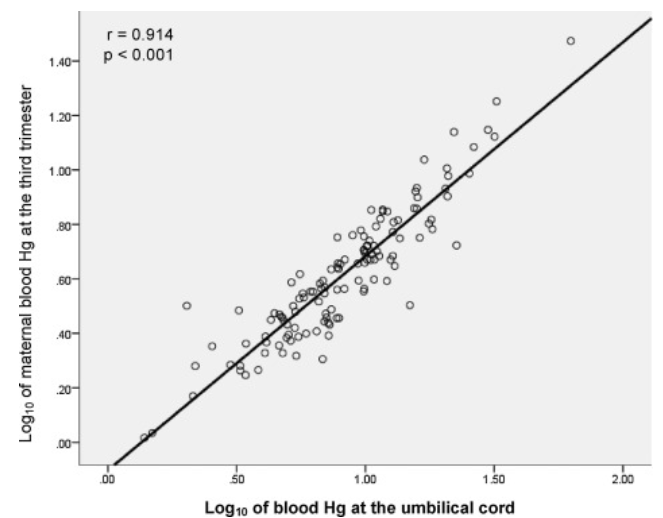 r = 0.914
p < 0.001
Log₁₀ of maternal blood Hg at the third trimester
1.40
1.20
1.00
.80
.60
.40
.20
.00
.00 .50 1.00 1.50 2.00
Log₁₀ of blood Hg at the umbilical cord